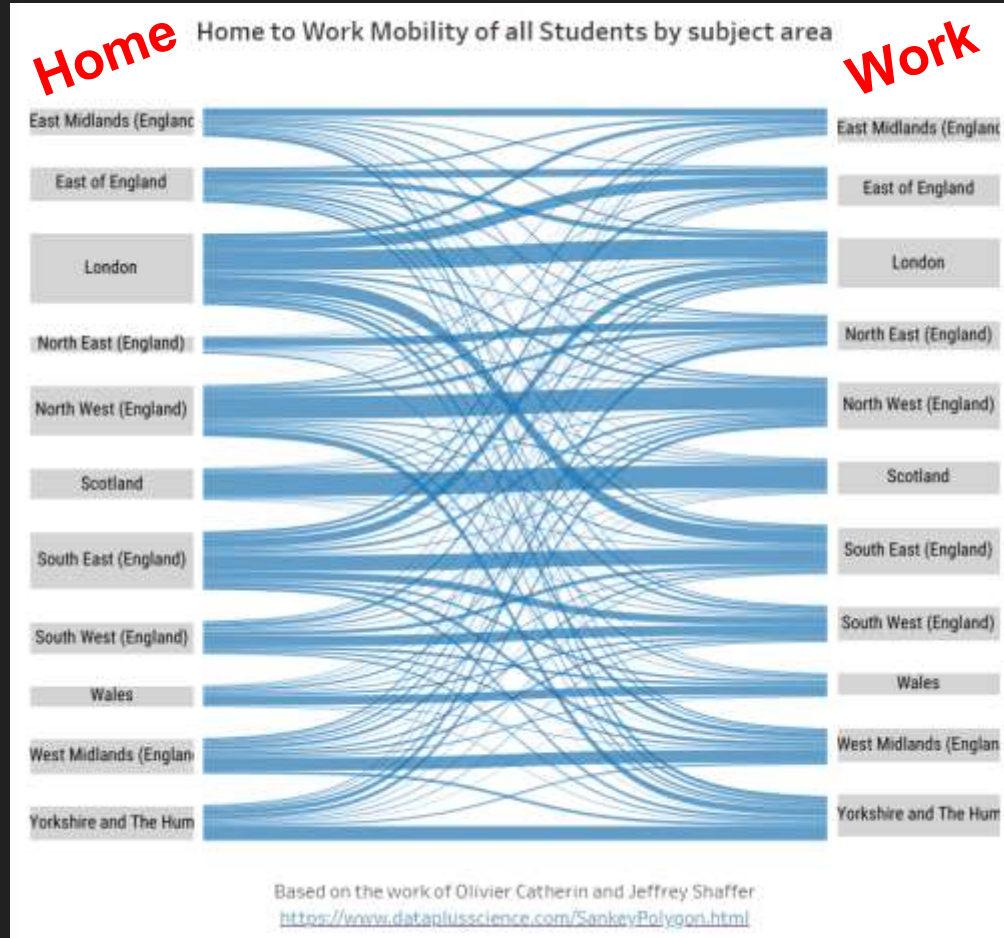 Home
Home to Work Mobility of all Students by subject area
Work
East Midlands (England
East of England
London
North East (England)
North West (England)
Scotland
South East (England)
South West (England)
Wales
West Midlands (Englan
Yorkshire and The Hum
East Midlands (England
East of England
London
North East (England)
North West (England)
Scotland
South East (England)
South West (England)
Wales
West Midlands (Englan
Yorkshire and The Hum
Based on the work of Olivier Catherin and Jeffrey Shaffer
https://www.dataplusscience.com/SankeyPolygon.html